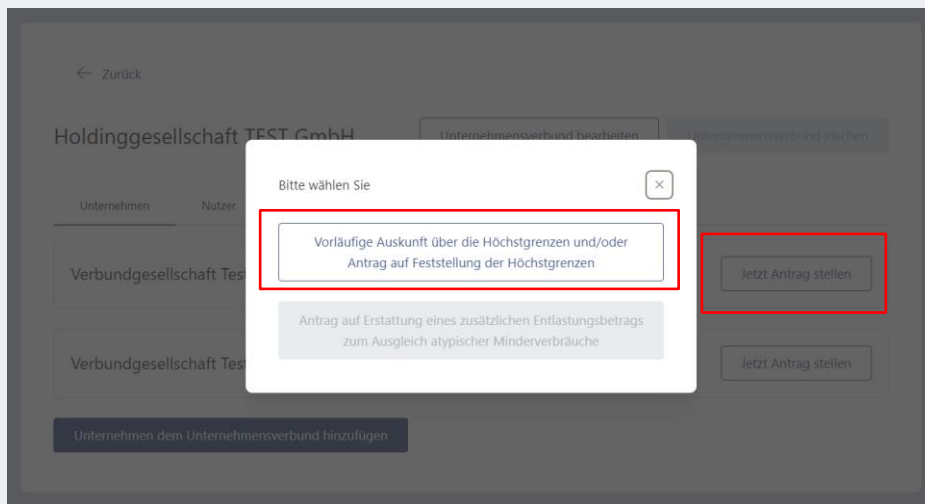 ← Zurück
Holdinggesellschaft TEST GmbH
Unternehmensverbund bearbeiten
Unternehmensverbund löschen
Bitte wählen Sie
×
Unternehmen
Nutzer
Vorläufige Auskunft über die Höchstgrenzen und/oder
Antrag auf Feststellung der Höchstgrenzen
Verbundgesellschaft Tes
Jetzt Antrag stellen
Antrag auf Erstattung eines zusätzlichen Entlastungsbetrags
zum Ausgleich atypischer Minderverbräuche
Verbundgesellschaft Tes
Jetzt Antrag stellen
Unternehmen dem Unternehmensverbund hinzufügen